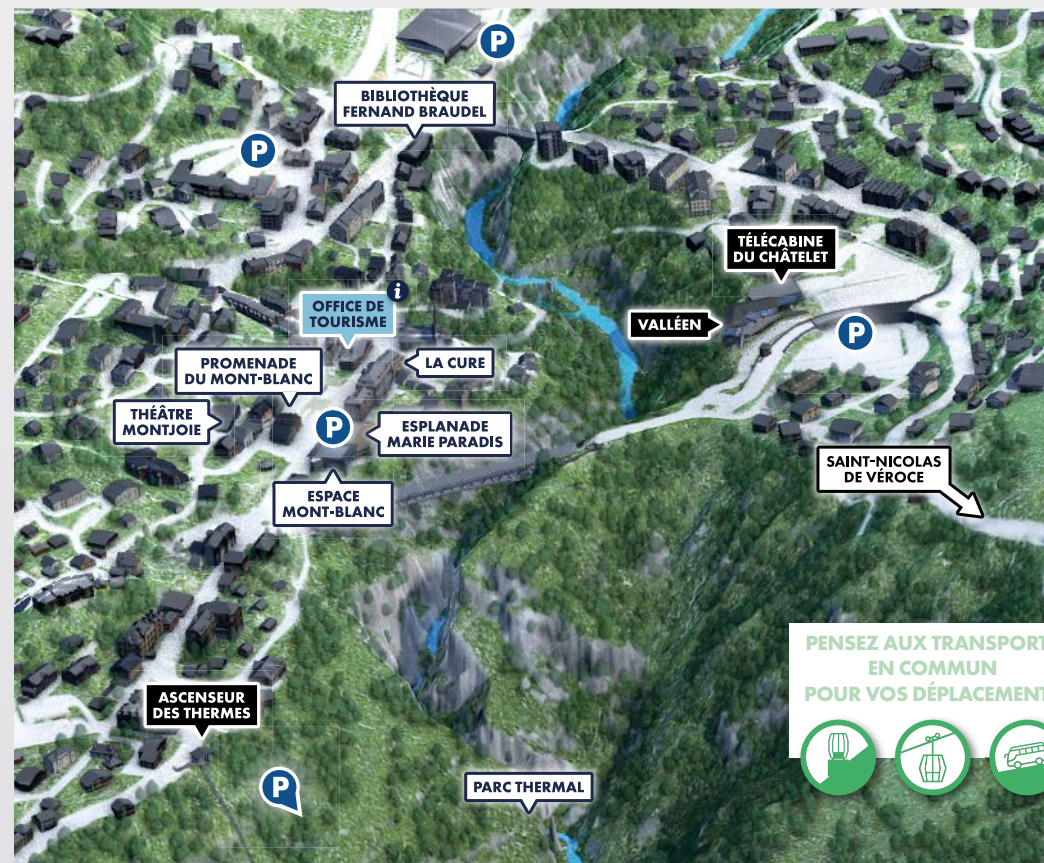 P
BIBLIOTHÈQUE
FERNAND BRAUDEL
P
TÉLÉCABINE
DU CHÂTELET
i
OFFICE DE
TOURISME
VALLÉEN
P
PROMENADE
DU MONT-BLANC
LA CURE
THÉÂTRE
MONTJOIE
P
ESPLANADE
MARIE PARADIS
SAINT-NICOLAS
DE VÉROCE
ESPACE
MONT-BLANC
PENSEZ AUX TRANSPORT
EN COMMUN
POUR VOS DÉPLACEMENT
ASCENSEUR
DES THERMES
P
PARC THERMAL